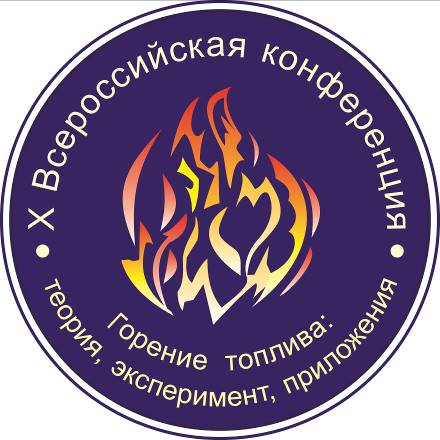 X Всероссийская конференция
горение топлива:
теория, эксперимент, приложения